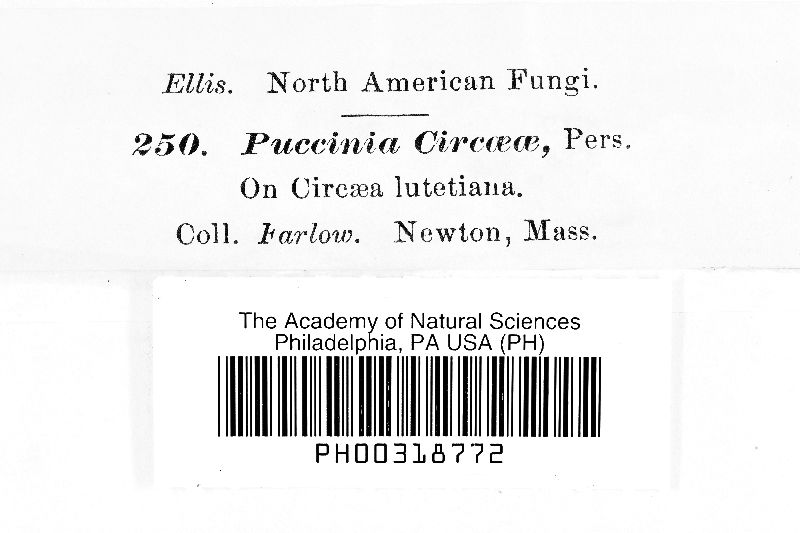 Ellis. North American Fungi.
250. Puccinia Circææ, Pers.
On Circæa lutetiana.
Coll. Farlow. Newton, Mass.
The Academy of Natural Sciences
Philadelphia, PA USA (PH)
PH00318772